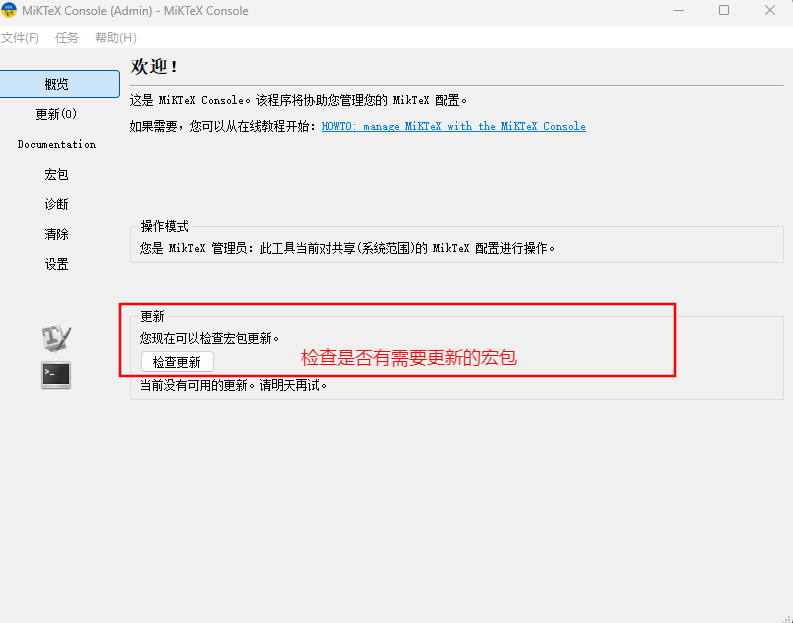 MiKTeX Console (Admin) - MiKTeX Console
文件(F) 任务 帮助(H)
欢迎!
概览
更新(0)
Documentation
宏包
诊断
清除
设置
这是 MiKTeX Console。该程序将协助您管理您的 MikTeX 配置。
如果需要，您可以从在线教程开始: HOWTO: manage MiKTeX with the MiKTeX Console
操作模式
您是 MikTeX 管理员: 此工具当前对共享(系统范围)的 MikTeX 配置进行操作。
更新
您现在可以检查宏包更新。
检查更新
检查是否有需要更新的宏包
当前没有可用的更新。请明天再试。